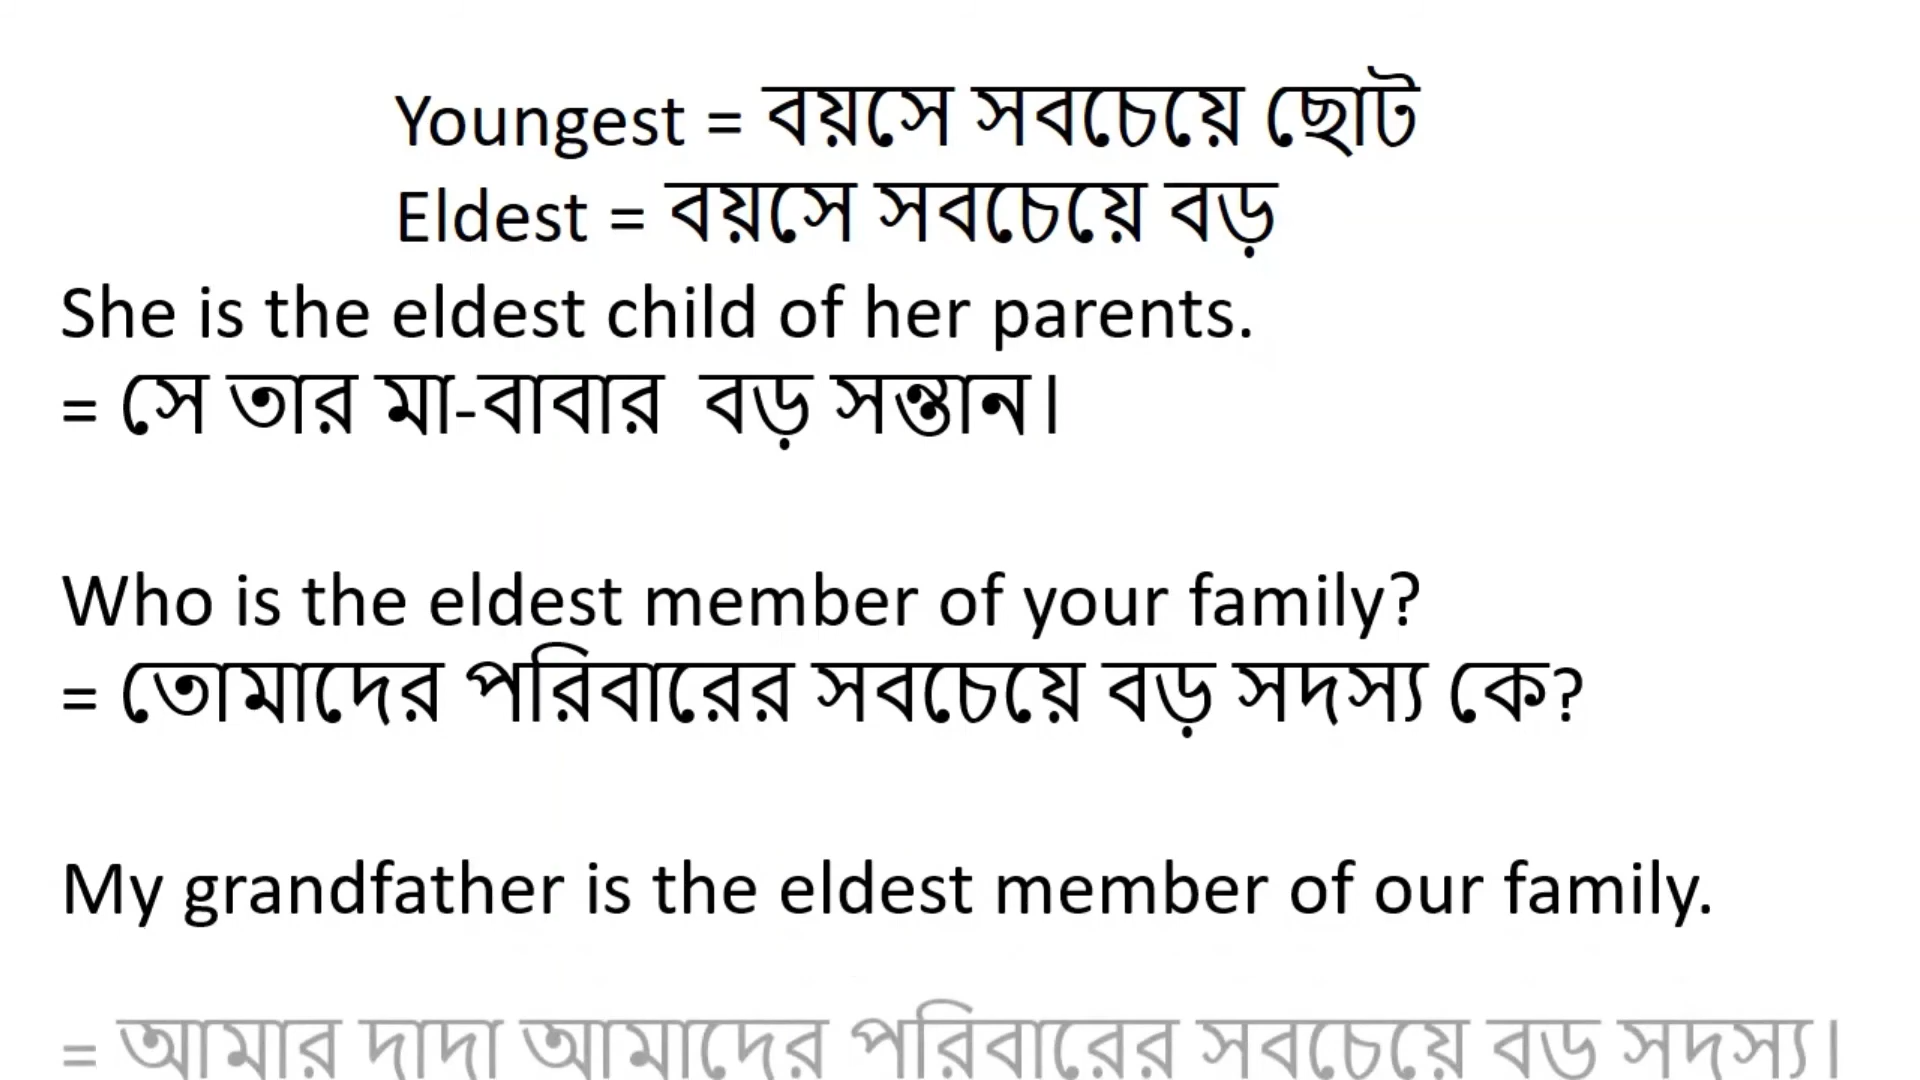 Youngest = বয়সে সবচেয়ে ছোট
Eldest = বয়সে সবচেয়ে বড়
She is the eldest child of her parents.
= সে তার মা-বাবার বড় সন্তান।
Who is the eldest member of your family?
= তোমাদের পরিবারের সবচেয়ে বড় সদস্য কে?
My grandfather is the eldest member of our family.
= আমার দাদা আমাদের পরিবারের সবচেয়ে বড় সদস্য।